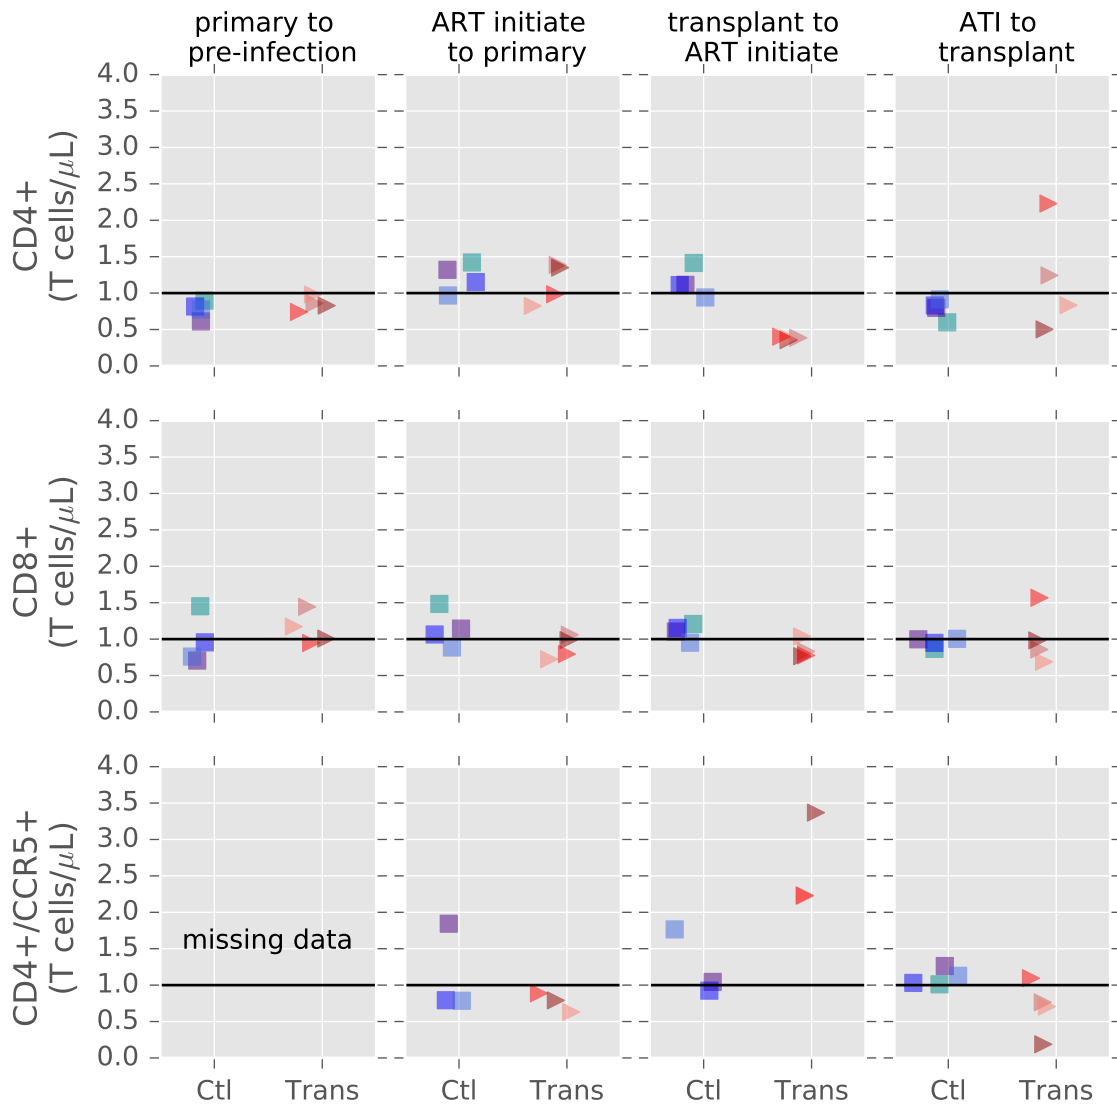 primary to
pre-infection
ART initiate
to primary
transplant to
ART initiate
ATI to
transplant
CD4+
(T cells/μL)
4.0
3.5
3.0
2.5
2.0
1.5
1.0
0.5
0.0
CD8+
(T cells/μL)
4.0
3.5
3.0
2.5
2.0
1.5
1.0
0.5
0.0
CD4+/CCR5+
(T cells/μL)
4.0
3.5
3.0
2.5
2.0
1.5
1.0
0.5
0.0
missing data
Ctl Trans Ctl Trans Ctl Trans Ctl Trans